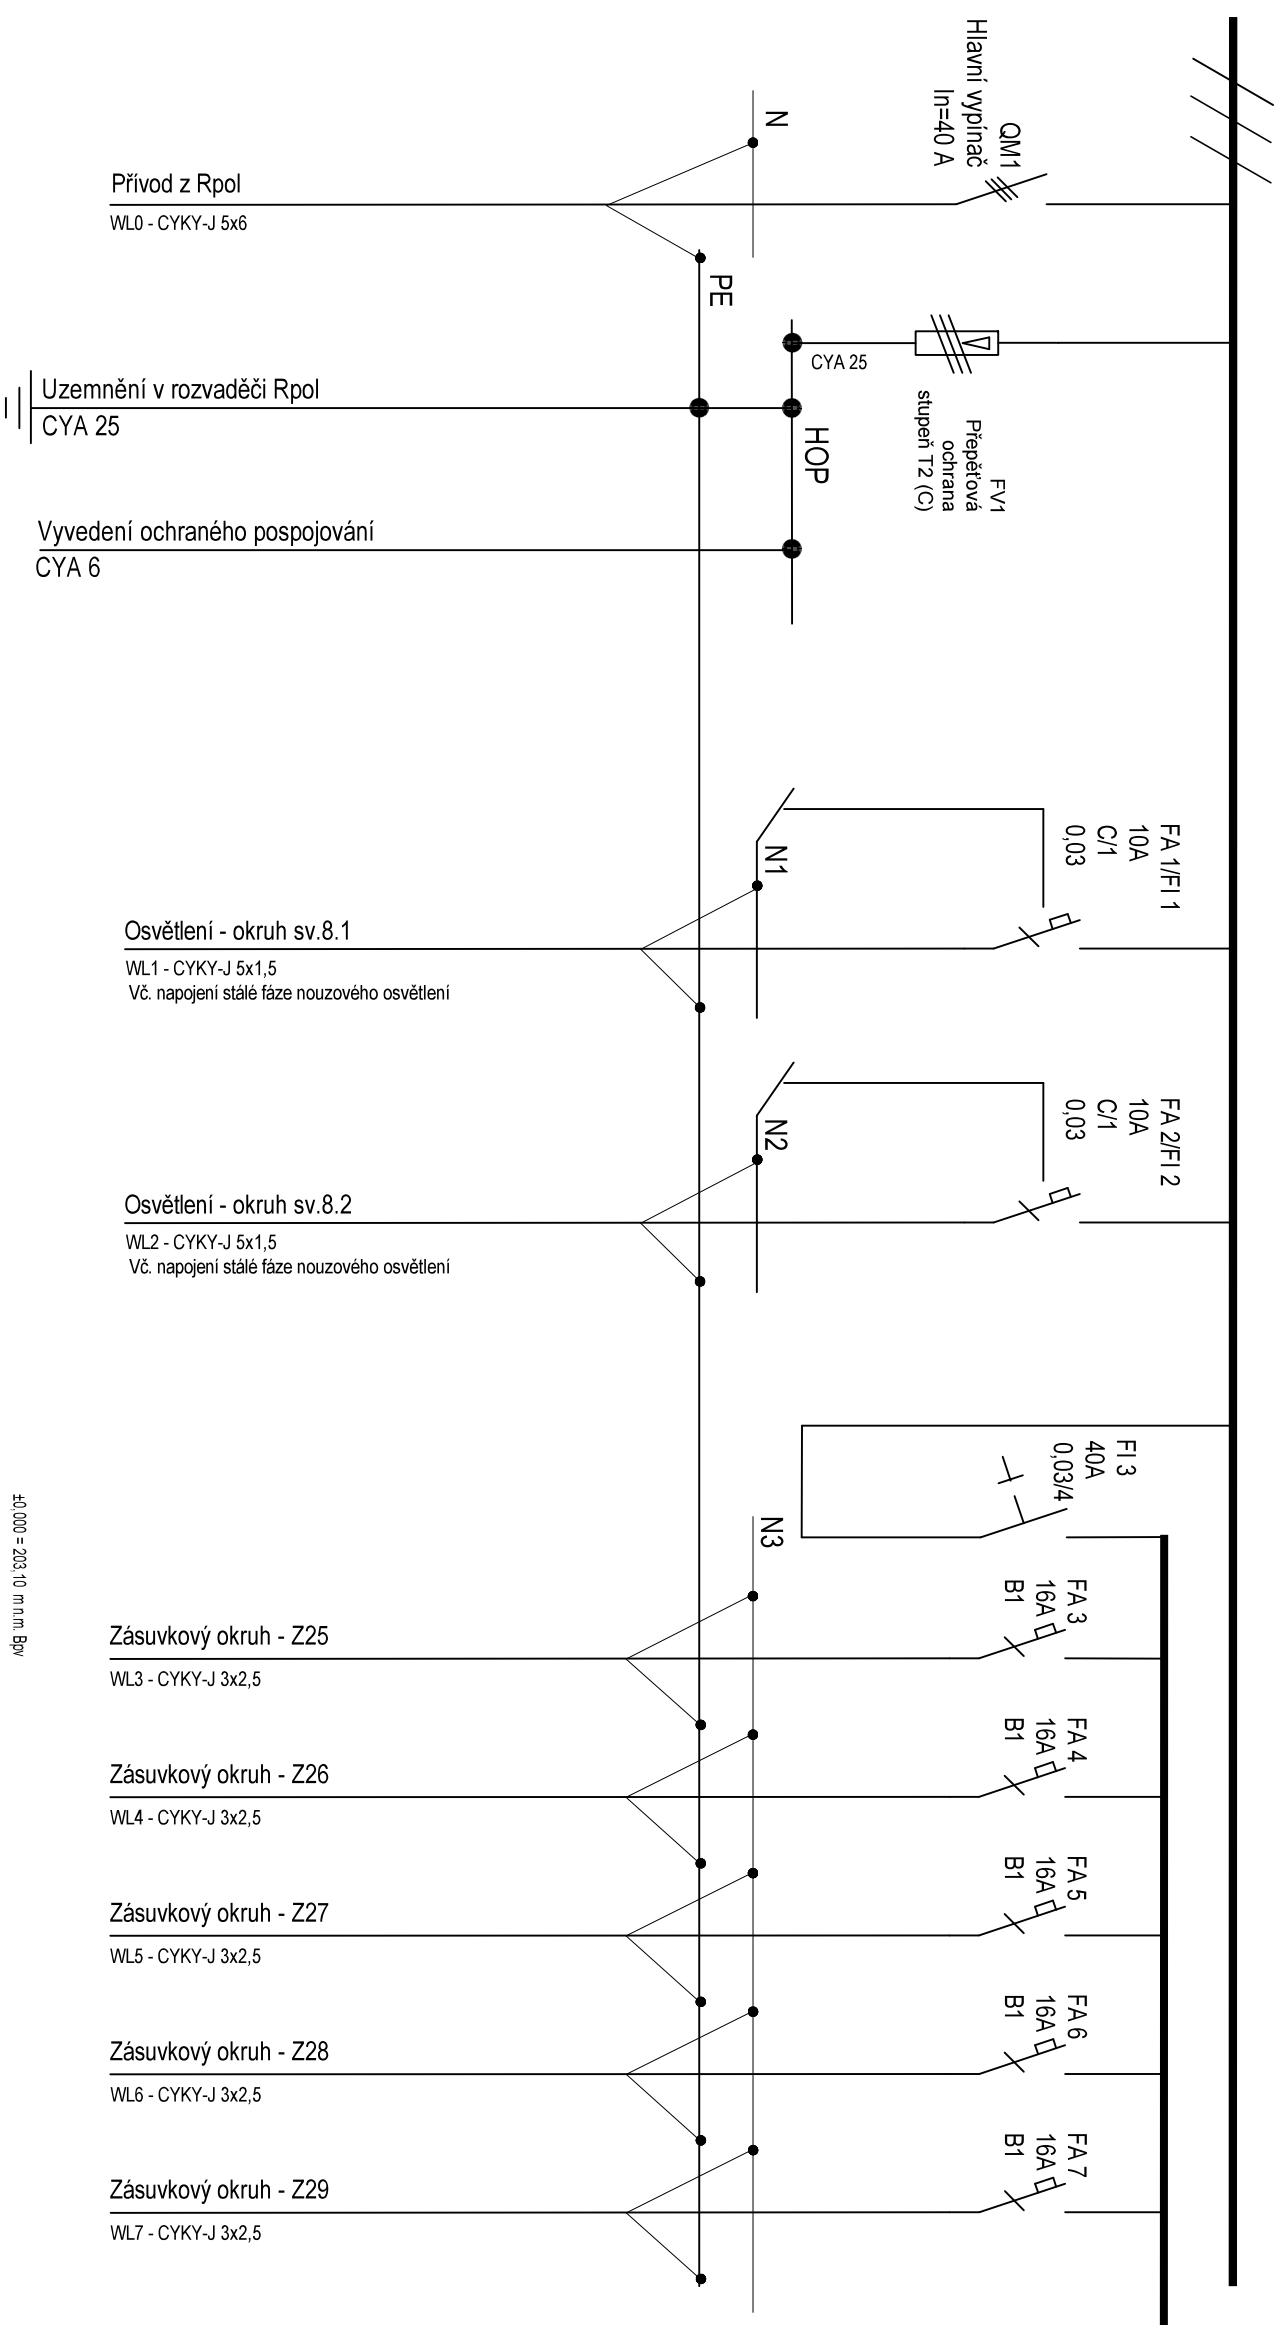 QM1
Hlavní vypínač
In=40 A
N
Přívod z Rpol
WL0 - CYKY-J 5x6
PE
CYA 25
FV1
Přepěťová
ochrana
stupeň T2 (C)
Uzemnění v rozvaděči Rpol
CYA 25
HOP
Vyvedení ochraného pospojování
CYA 6
FA 1/FI 1
10A
C/1
0,03
N1
Osvětlení - okruh sv.8.1
WL1 - CYKY-J 5x1,5
Vč. napojení stálé fáze nouzového osvětlení
FA 2/FI 2
10A
C/1
0,03
N2
Osvětlení - okruh sv.8.2
WL2 - CYKY-J 5x1,5
Vč. napojení stálé fáze nouzového osvětlení
FI 3
40A
0,03/4
N3
FA 3
16A
B1
Zásuvkový okruh - Z25
WL3 - CYKY-J 3x2,5
FA 4
16A
B1
Zásuvkový okruh - Z26
WL4 - CYKY-J 3x2,5
FA 5
16A
B1
Zásuvkový okruh - Z27
WL5 - CYKY-J 3x2,5
FA 6
16A
B1
Zásuvkový okruh - Z28
WL6 - CYKY-J 3x2,5
FA 7
16A
B1
Zásuvkový okruh - Z29
WL7 - CYKY-J 3x2,5
±0,000 = 203,10 m n.m. Bpv